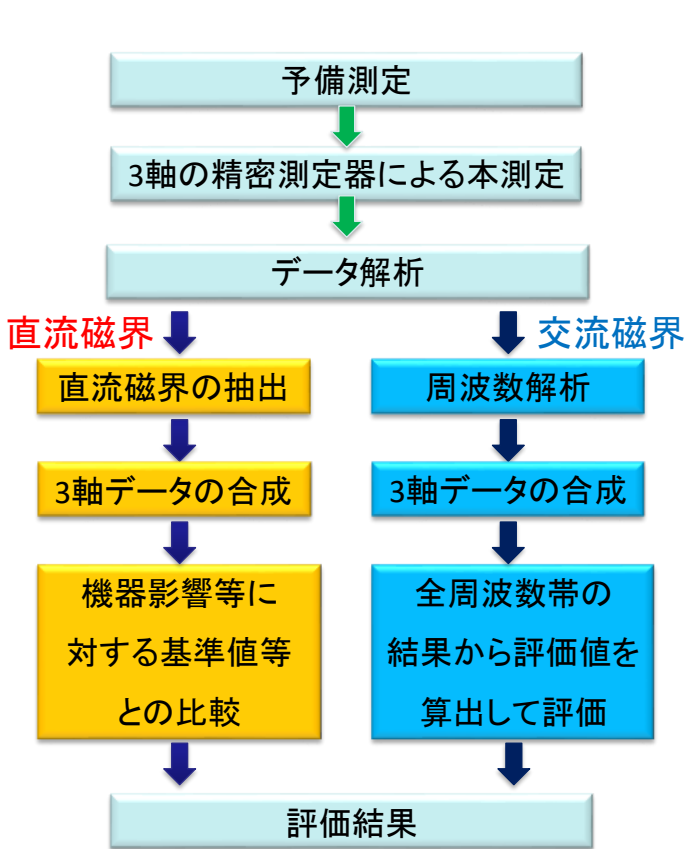 予備測定
3軸の精密測定器による本測定
データ解析
直流磁界
交流磁界
直流磁界の抽出
周波数解析
3軸データの合成
3軸データの合成
機器影響等に
対する基準値等
との比較
全周波数帯の
結果から評価値を
算出して評価
評価結果